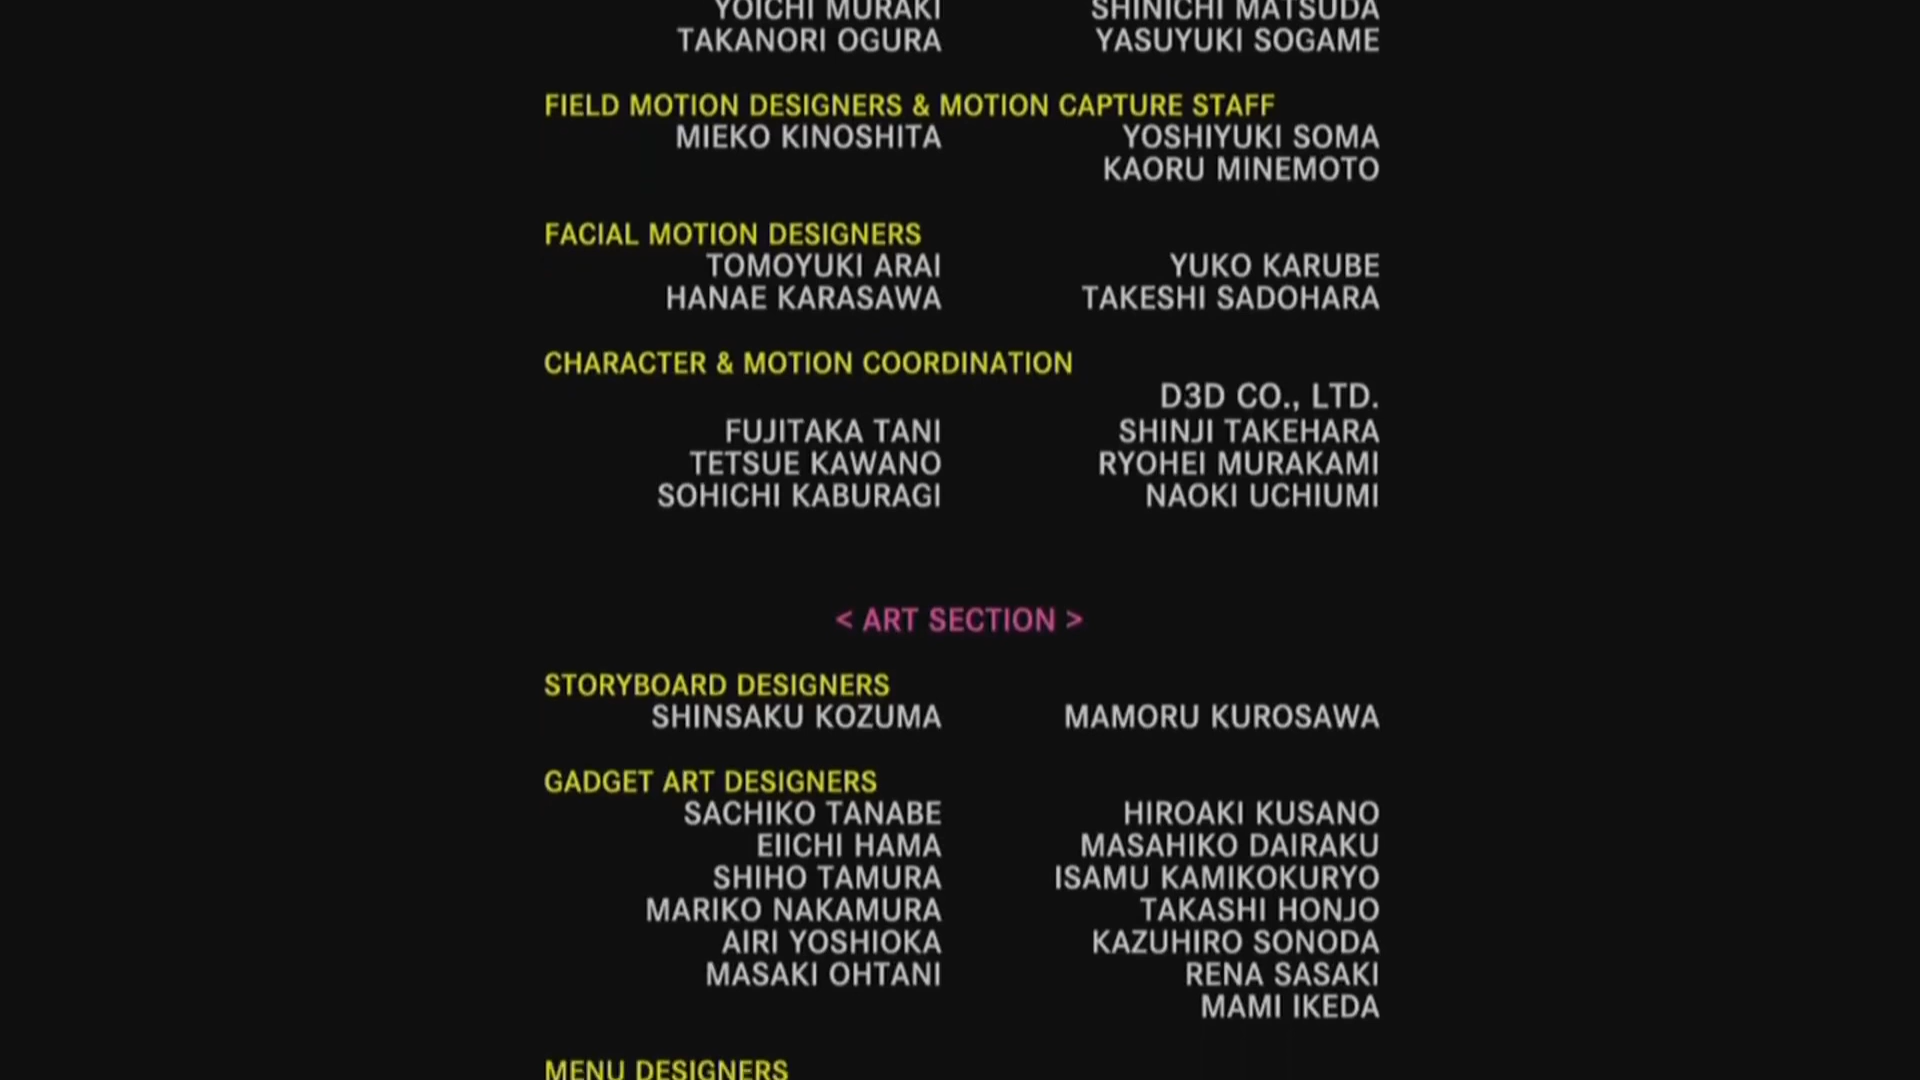 YOICHI MURAKI SHINICHI MATSUDA
TAKANORI OGURA YASUYUKI SOGAME
FIELD MOTION DESIGNERS & MOTION CAPTURE STAFF
MIEKO KINOSHITA YOSHIYUKI SOMA
KAORU MINEMOTO
FACIAL MOTION DESIGNERS
TOMOYUKI ARAI YUKO KARUBE
HANAE KARASAWA TAKESHI SADOHARA
CHARACTER & MOTION COORDINATION
D3D CO., LTD.
FUJITAKA TANI SHINJI TAKEHARA
TETSUE KAWANO RYOHEI MURAKAMI
SOHICHI KABURAGI NAOKI UCHIUMI
< ART SECTION >
STORYBOARD DESIGNERS
SHINSAKU KOZUMA MAMORU KUROSAWA
GADGET ART DESIGNERS
SACHIKO TANABE HIROAKI KUSANO
EIICHI HAMA MASAHIKO DAIRAKU
SHIHO TAMURA ISAMU KAMIKOKURYO
MARIKO NAKAMURA TAKASHI HONJO
AIRI YOSHIOKA KAZUHIRO SONODA
MASAKI OHTANI RENA SASAKI
MAMI IKEDA
MENU DESIGNERS